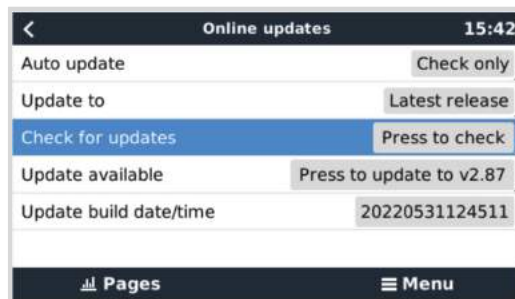 Online updates 15:42
Auto update Check only
Update to Latest release
Check for updates Press to check
Update available Press to update to v2.87
Update build date/time 20220531124511
Pages Menu